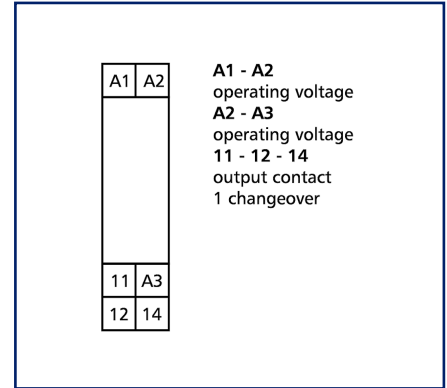 A1 A2
A1 - A2
operating voltage
A2 - A3
operating voltage
11 - 12 - 14
output contact
1 changeover
11 A3
12 14